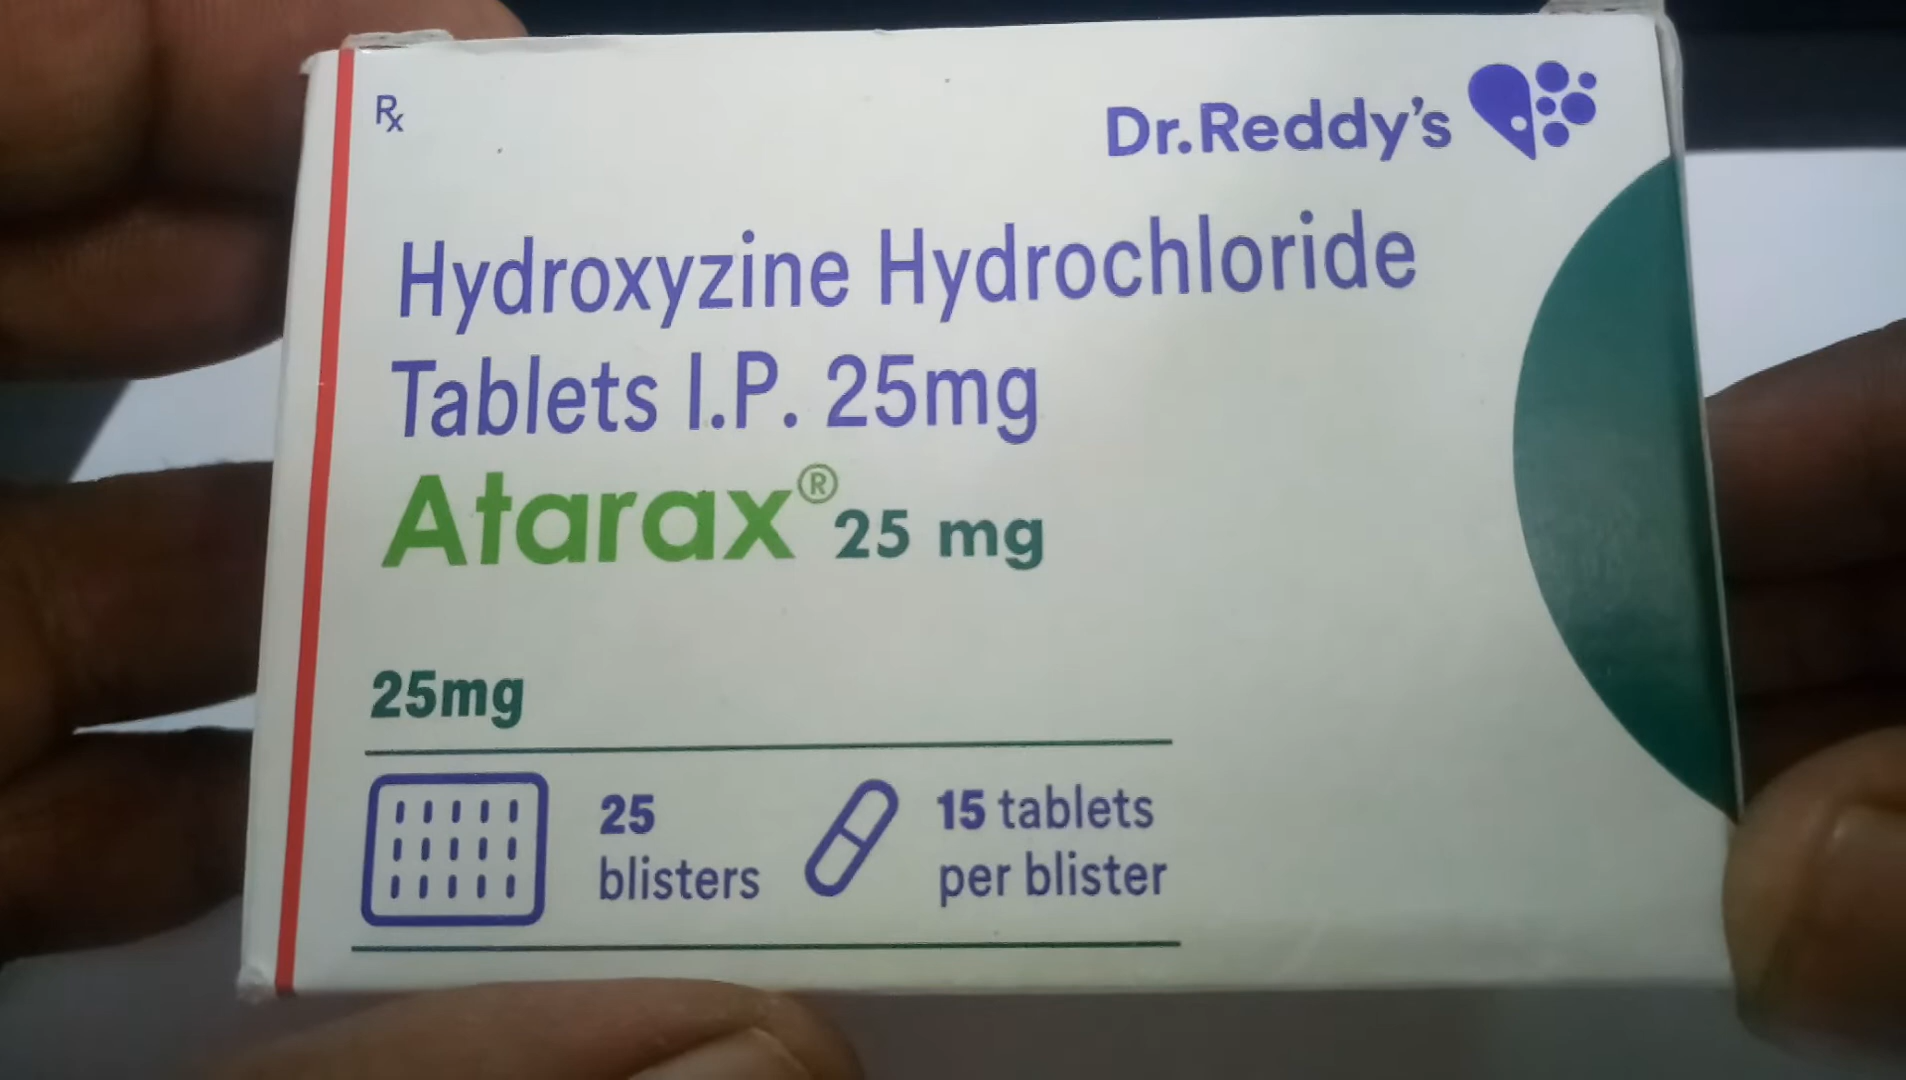 Rx
Dr.Reddy's
Hydroxyzine Hydrochloride
Tablets I.P. 25mg
Atarax® 25 mg
25mg
25
blisters
15 tablets
per blister